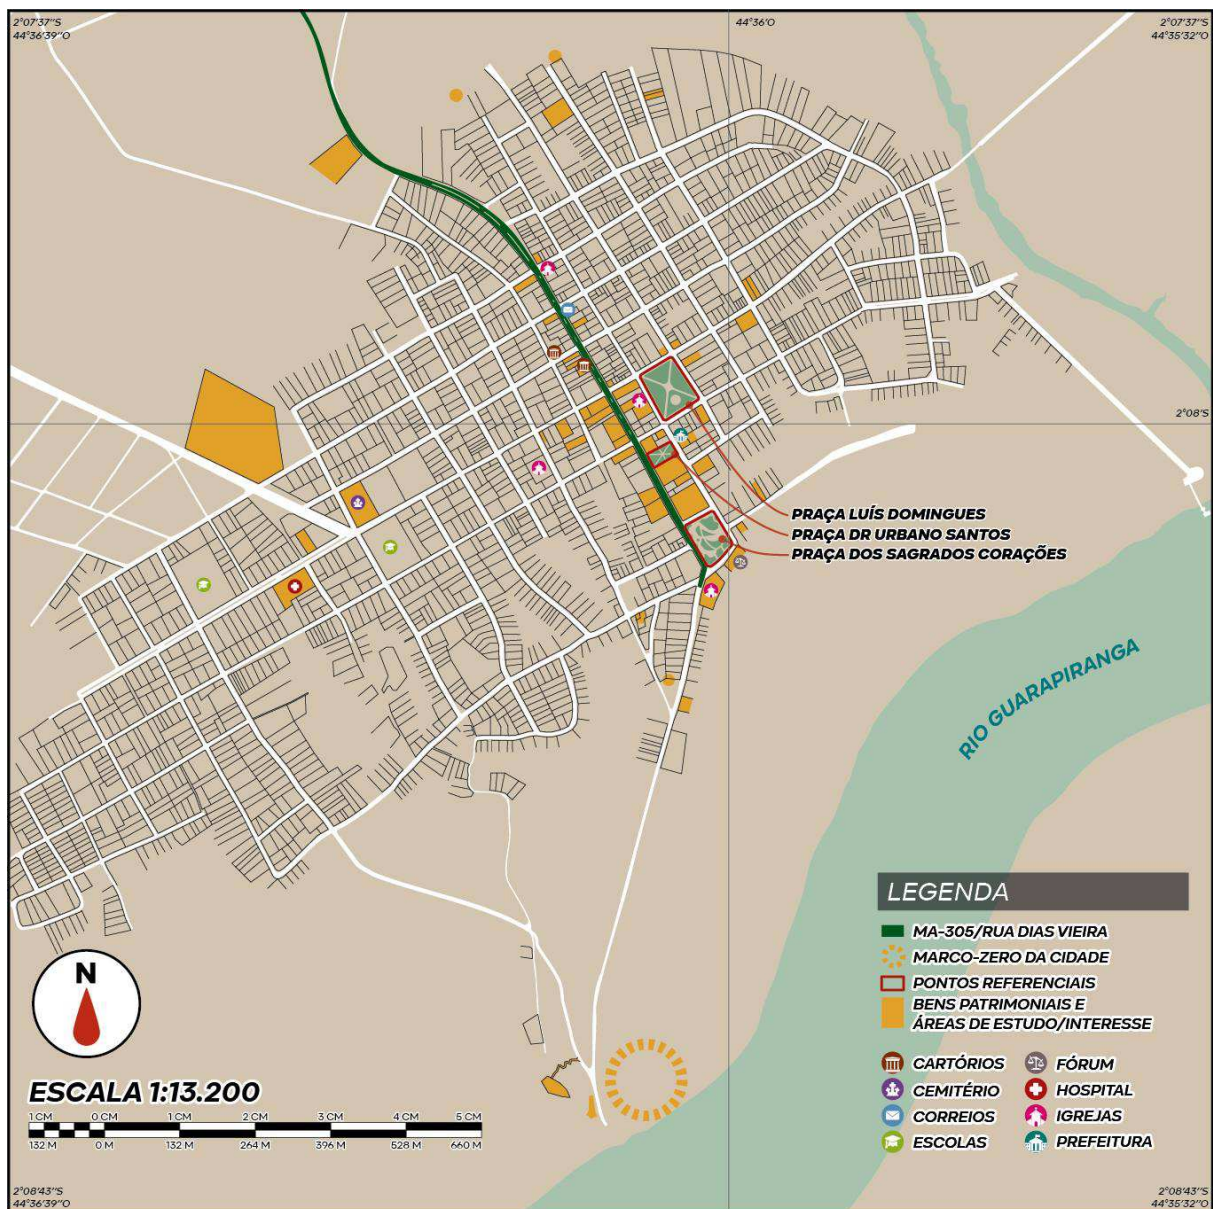 2°07'37''S
44°36'39''O
44°36'O
2°07'37''S
44°35'32''O
2°08'S
PRAÇA LUÍS DOMINGUES
PRAÇA DR URBANO SANTOS
PRAÇA DOS SAGRADOS CORAÇÕES
RIO GUARAPIRANGA
LEGENDA
MA-305/RUA DIAS VIEIRA
MARCO-ZERO DA CIDADE
PONTOS REFERENCIAIS
BENS PATRIMONIAIS E
ÁREAS DE ESTUDO/INTERESSE
CARTÓRIOS
FÓRUM
CEMITÉRIO
HOSPITAL
CORREIOS
IGREJAS
ESCOLAS
PREFEITURA
N
ESCALA 1:13.200
1 CM 0 CM 1 CM 2 CM 3 CM 4 CM 5 CM
132 M 0 M 132 M 264 M 396 M 528 M 660 M
2°08'43''S
44°36'39''O
2°08'43''S
44°35'32''O